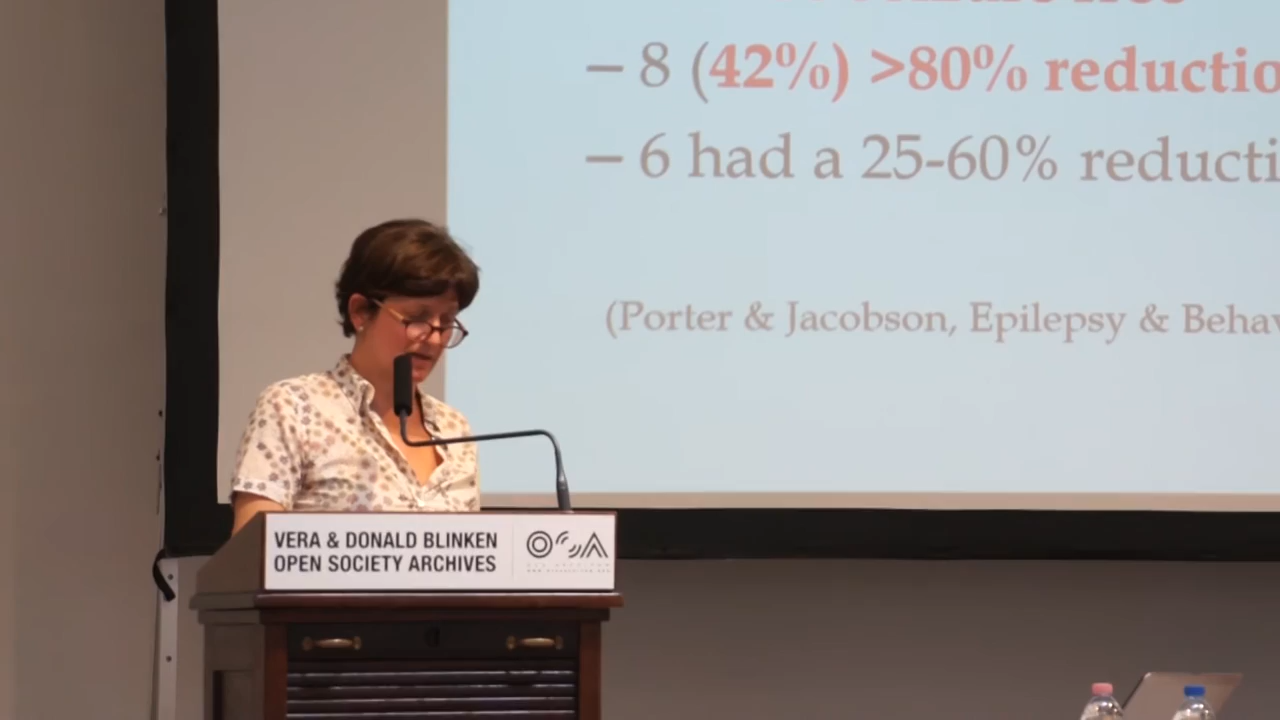 – 8 (42%) >80% reductio
– 6 had a 25-60% reducti
(Porter & Jacobson, Epilepsy & Behav
VERA & DONALD BLINKEN
OPEN SOCIETY ARCHIVES
OSA